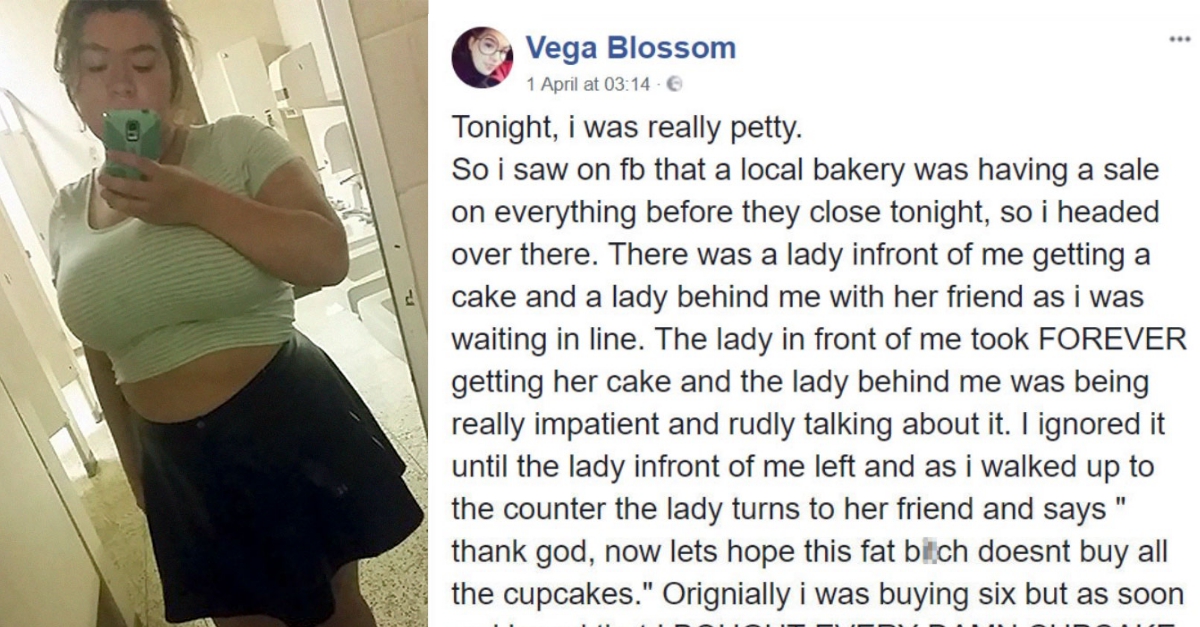 Vega Blossom
1 April at 03:14 ·
Tonight, i was really petty.
So i saw on fb that a local bakery was having a sale
on everything before they close tonight, so i headed
over there. There was a lady infront of me getting a
cake and a lady behind me with her friend as i was
waiting in line. The lady in front of me took FOREVER
getting her cake and the lady behind me was being
really impatient and rudly talking about it. I ignored it
until the lady infront of me left and as i walked up to
the counter the lady turns to her friend and says "
thank god, now lets hope this fat b tch doesnt buy all
the cupcakes." Orignially i was buying six but as soon